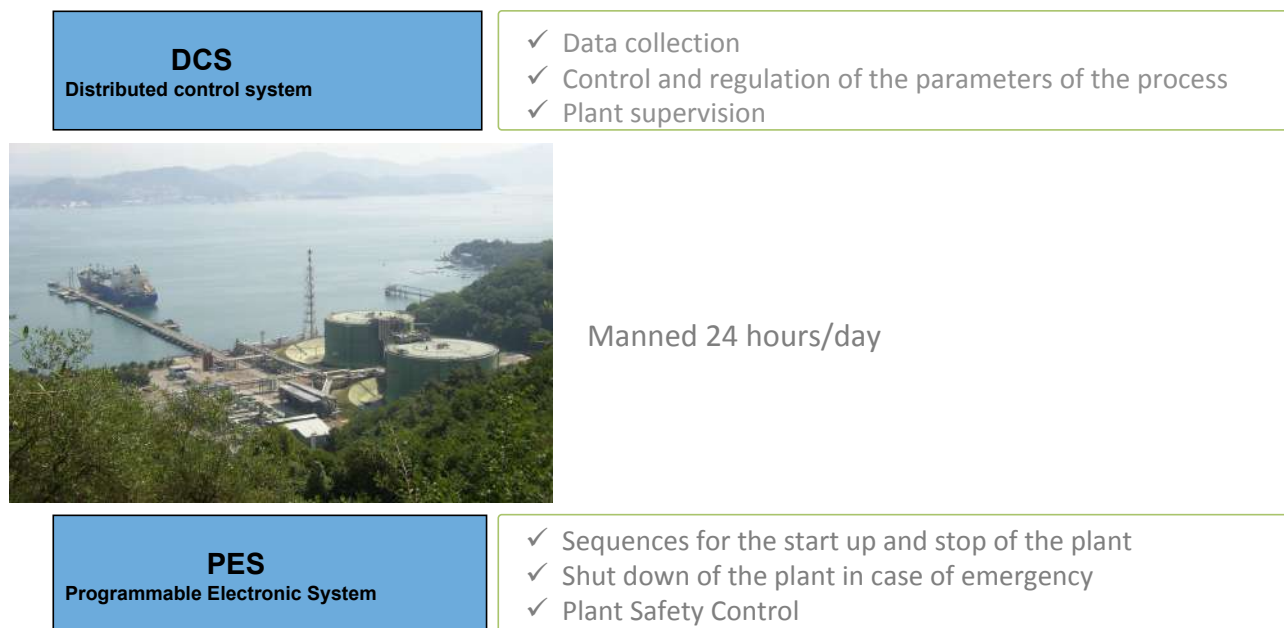 DCS
Distributed control system
✓ Data collection
✓ Control and regulation of the parameters of the process
✓ Plant supervision
Manned 24 hours/day
PES
Programmable Electronic System
✓ Sequences for the start up and stop of the plant
✓ Shut down of the plant in case of emergency
✓ Plant Safety Control